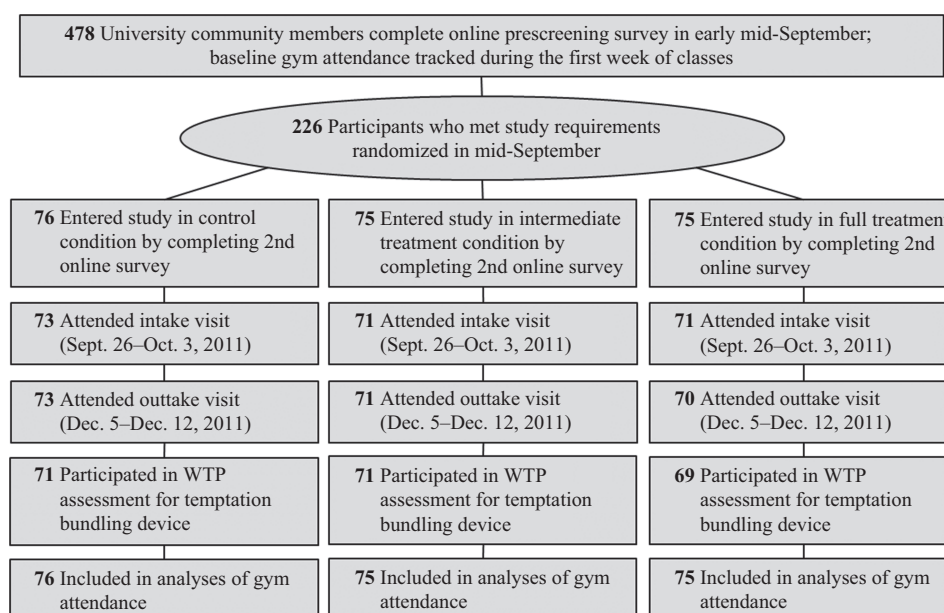 478 University community members complete online prescreening survey in early mid-September;
baseline gym attendance tracked during the first week of classes
226 Participants who met study requirements
randomized in mid-September
76 Entered study in control
condition by completing 2nd
online survey
75 Entered study in intermediate
treatment condition by
completing 2nd online survey
75 Entered study in full treatment
condition by completing 2nd
online survey
73 Attended intake visit
(Sept. 26–Oct. 3, 2011)
71 Attended intake visit
(Sept. 26–Oct. 3, 2011)
71 Attended intake visit
(Sept. 26–Oct. 3, 2011)
73 Attended outtake visit
(Dec. 5–Dec. 12, 2011)
71 Attended outtake visit
(Dec. 5–Dec. 12, 2011)
70 Attended outtake visit
(Dec. 5–Dec. 12, 2011)
71 Participated in WTP
assessment for temptation
bundling device
71 Participated in WTP
assessment for temptation
bundling device
69 Participated in WTP
assessment for temptation
bundling device
76 Included in analyses of gym
attendance
75 Included in analyses of gym
attendance
75 Included in analyses of gym
attendance